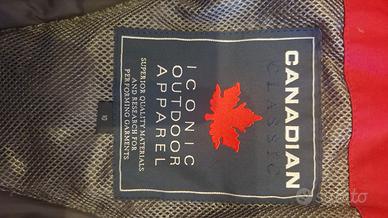 CANADIAN
CLASSIC
ICONIC
OUTDOOR
APPAREL
SUPERIOR QUALITY MATERIALS
AND RESEARCH FOR
PERFORMING GARMENTS
subito